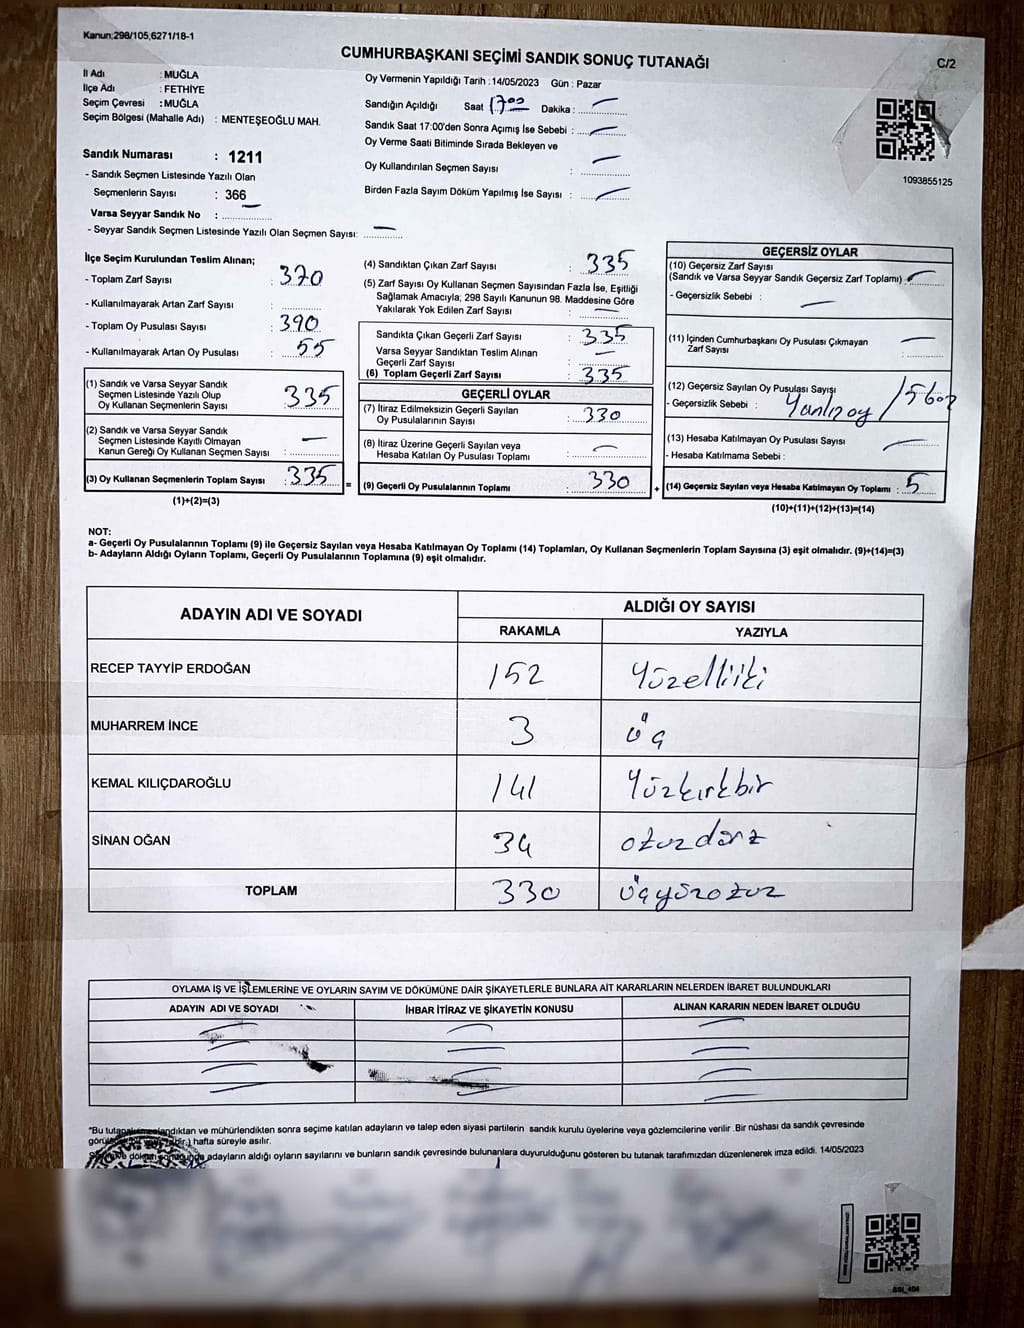 Kanun;298/105;6271/18-1
CUMHURBAŞKANI SEÇİMİ SANDIK SONUÇ TUTANAĞI
C/2
İl Adı : MUĞLA
İlçe Adı : FETHİYE
Seçim Çevresi : MUĞLA
Seçim Bölgesi (Mahalle Adı) : MENTEŞEOĞLU MAH.
Sandık Numarası : 1211
- Sandık Seçmen Listesinde Yazılı Olan
Seçmenlerin Sayısı : 366
Varsa Seyyar Sandık No :
- Seyyar Sandık Seçmen Listesinde Yazılı Olan Seçmen Sayısı: —
Oy Vermenin Yapıldığı Tarih : 14/05/2023 Gün : Pazar
Sandığın Açıldığı Saat 17 00 Dakika : —
Sandık Saat 17:00'den Sonra Açımış İse Sebebi : —
Oy Verme Saati Bitiminde Sırada Bekleyen ve
Oy Kullandırılan Seçmen Sayısı : —
Birden Fazla Sayım Döküm Yapılmış İse Sayısı : —
1093855125
İlçe Seçim Kurulundan Teslim Alınan;
- Toplam Zarf Sayısı : 370
- Kullanılmayarak Artan Zarf Sayısı :
- Toplam Oy Pusulası Sayısı : 390
- Kullanılmayarak Artan Oy Pusulası : 55
(1) Sandık ve Varsa Seyyar Sandık
Seçmen Listesinde Yazılı Olup
Oy Kullanan Seçmenlerin Sayısı : 335
(2) Sandık ve Varsa Seyyar Sandık
Seçmen Listesinde Kayıtlı Olmayan
Kanun Gereği Oy Kullanan Seçmen Sayısı : —
(3) Oy Kullanan Seçmenlerin Toplam Sayısı : 335
(1)+(2)=(3)
=
(4) Sandıktan Çıkan Zarf Sayısı : 335
(5) Zarf Sayısı Oy Kullanan Seçmen Sayısından Fazla İse, Eşitliği
Sağlamak Amacıyla; 298 Sayılı Kanunun 98. Maddesine Göre
Yakılarak Yok Edilen Zarf Sayısı : —
Sandıkta Çıkan Geçerli Zarf Sayısı : 335
Varsa Seyyar Sandıktan Teslim Alınan
Geçerli Zarf Sayısı : —
(6) Toplam Geçerli Zarf Sayısı : 335
GEÇERLİ OYLAR
(7) İtiraz Edilmeksizin Geçerli Sayılan
Oy Pusulalarının Sayısı : 330
(8) İtiraz Üzerine Geçerli Sayılan veya
Hesaba Katılan Oy Pusulası Toplamı : —
(9) Geçerli Oy Pusulalarının Toplamı : 330
+
GEÇERSİZ OYLAR
(10) Geçersiz Zarf Sayısı
(Sandık ve Varsa Seyyar Sandık Geçersiz Zarf Toplamı) : —
- Geçersizlik Sebebi : —
(11) İçinden Cumhurbaşkanı Oy Pusulası Çıkmayan
Zarf Sayısı : —
(12) Geçersiz Sayılan Oy Pusulası Sayısı
- Geçersizlik Sebebi : Yanlış oy
(13) Hesaba Katılmayan Oy Pusulası Sayısı : —
- Hesaba Katılmama Sebebi :
(14) Geçersiz Sayılan veya Hesaba Katılmayan Oy Toplamı : 5
(10)+(11)+(12)+(13)=(14)
NOT:
a- Geçerli Oy Pusulalarının Toplamı (9) ile Geçersiz Sayılan veya Hesaba Katılmayan Oy Toplamı (14) Toplamları, Oy Kullanan Seçmenlerin Toplam Sayısına (3) eşit olmalıdır. (9)+(14)=(3)
b- Adayların Aldığı Oyların Toplamı, Geçerli Oy Pusulalarının Toplamına (9) eşit olmalıdır.
ADAYIN ADI VE SOYADI ALDIĞI OY SAYISI
RAKAMLA YAZIYLA
RECEP TAYYİP ERDOĞAN 152 Yüzelliiki
MUHARREM İNCE 3 üç
KEMAL KILIÇDAROĞLU 141 Yüzkırkbir
SİNAN OĞAN 34 otuzdört
TOPLAM 330 üçyüzotuz
OYLAMA İŞ VE İŞLEMLERİNE VE OYLARIN SAYIM VE DÖKÜMÜNE DAİR ŞİKAYETLERLE BUNLARA AİT KARARLARIN NELERDEN İBARET BULUNDUKLARI
ADAYIN ADI VE SOYADI İHBAR İTİRAZ VE ŞİKAYETİN KONUSU ALINAN KARARIN NEDEN İBARET OLDUĞU
*Bu ve mühürlendikten sonra seçime katılan adayların ve talep eden siyasi partilerin sandık kurulu üyelerine veya gözlemcilerine verilir .Bir nüshası da sandık çevresinde
hafta süreyle asılır.
adayların aldığı oyların sayılarını ve bunların sandık çevresinde bulunanlara duyurulduğunu gösteren bu tutanak tarafımızdan düzenlenerek imza edildi. 14/05/2023